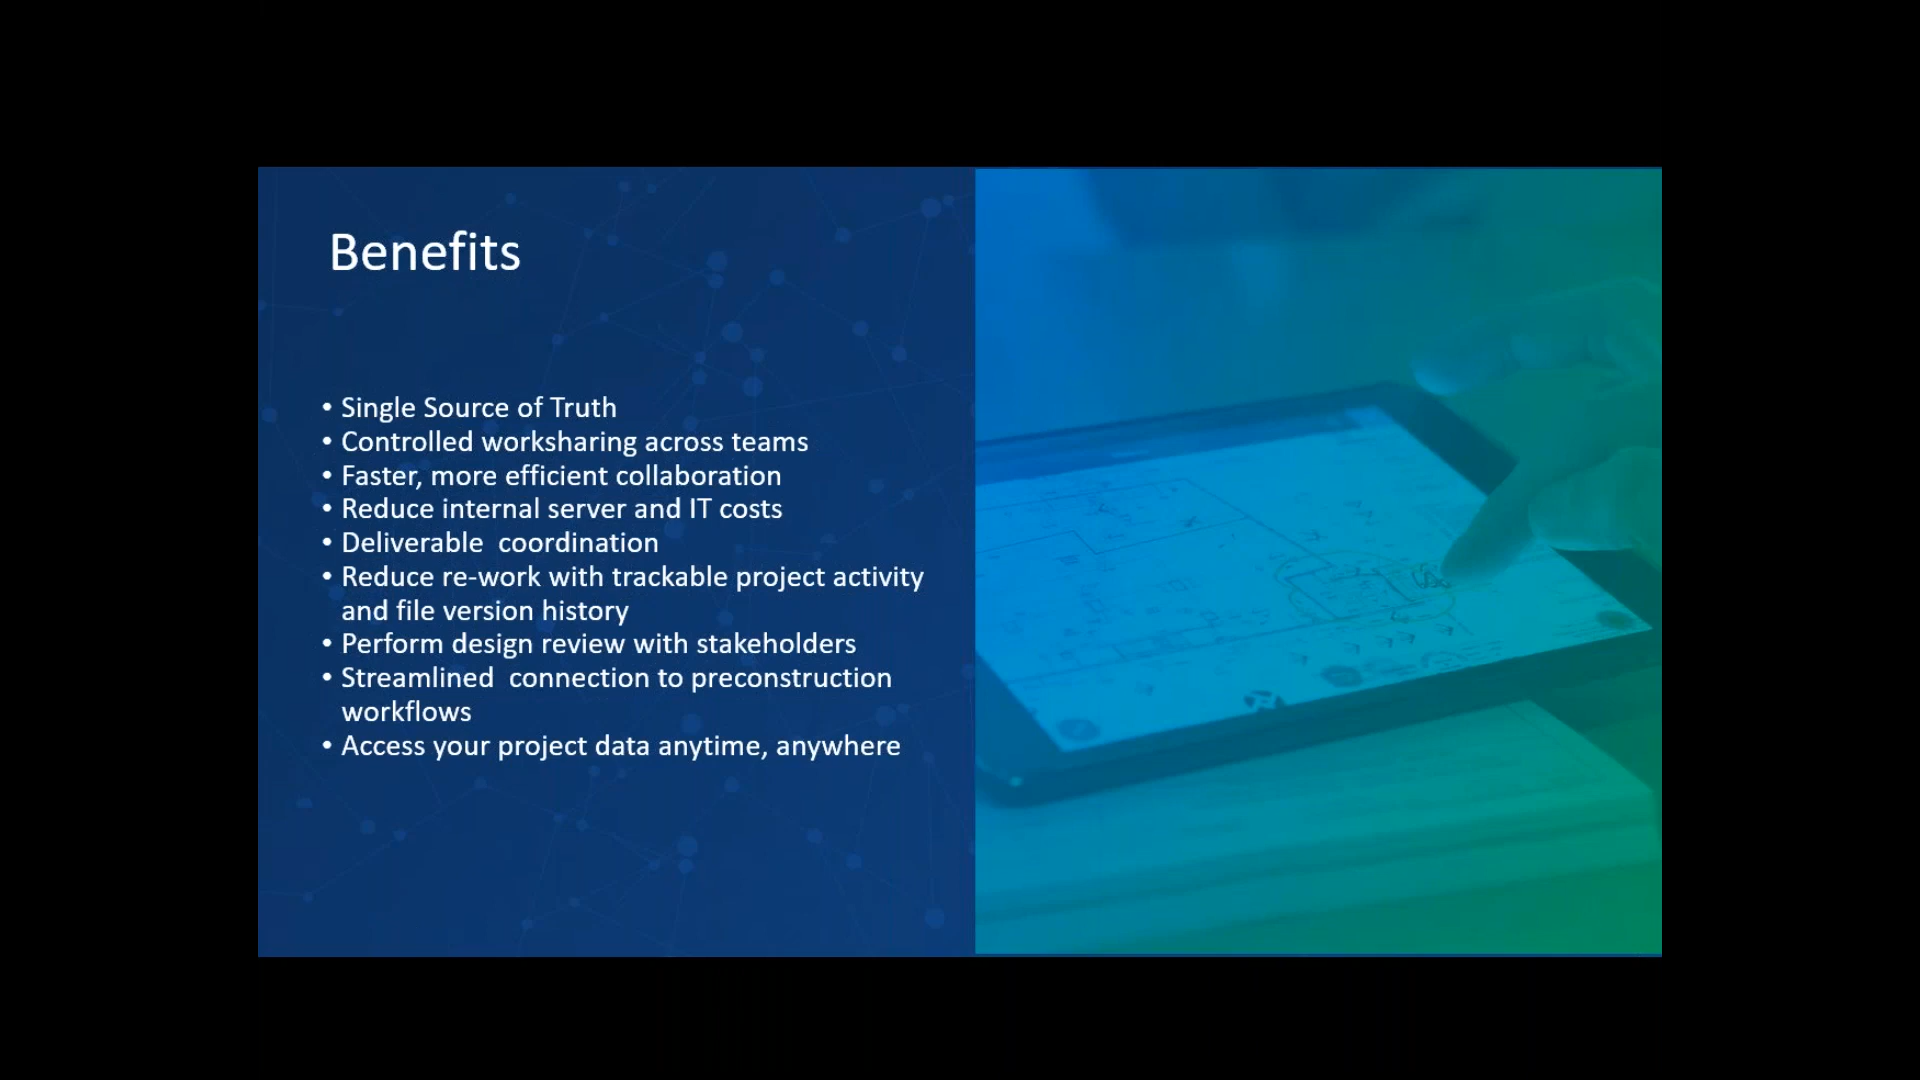 Benefits
• Single Source of Truth
• Controlled worksharing across teams
• Faster, more efficient collaboration
• Reduce internal server and IT costs
• Deliverable  coordination
• Reduce re-work with trackable project activity
and file version history
• Perform design review with stakeholders
• Streamlined  connection to preconstruction
workflows
• Access your project data anytime, anywhere